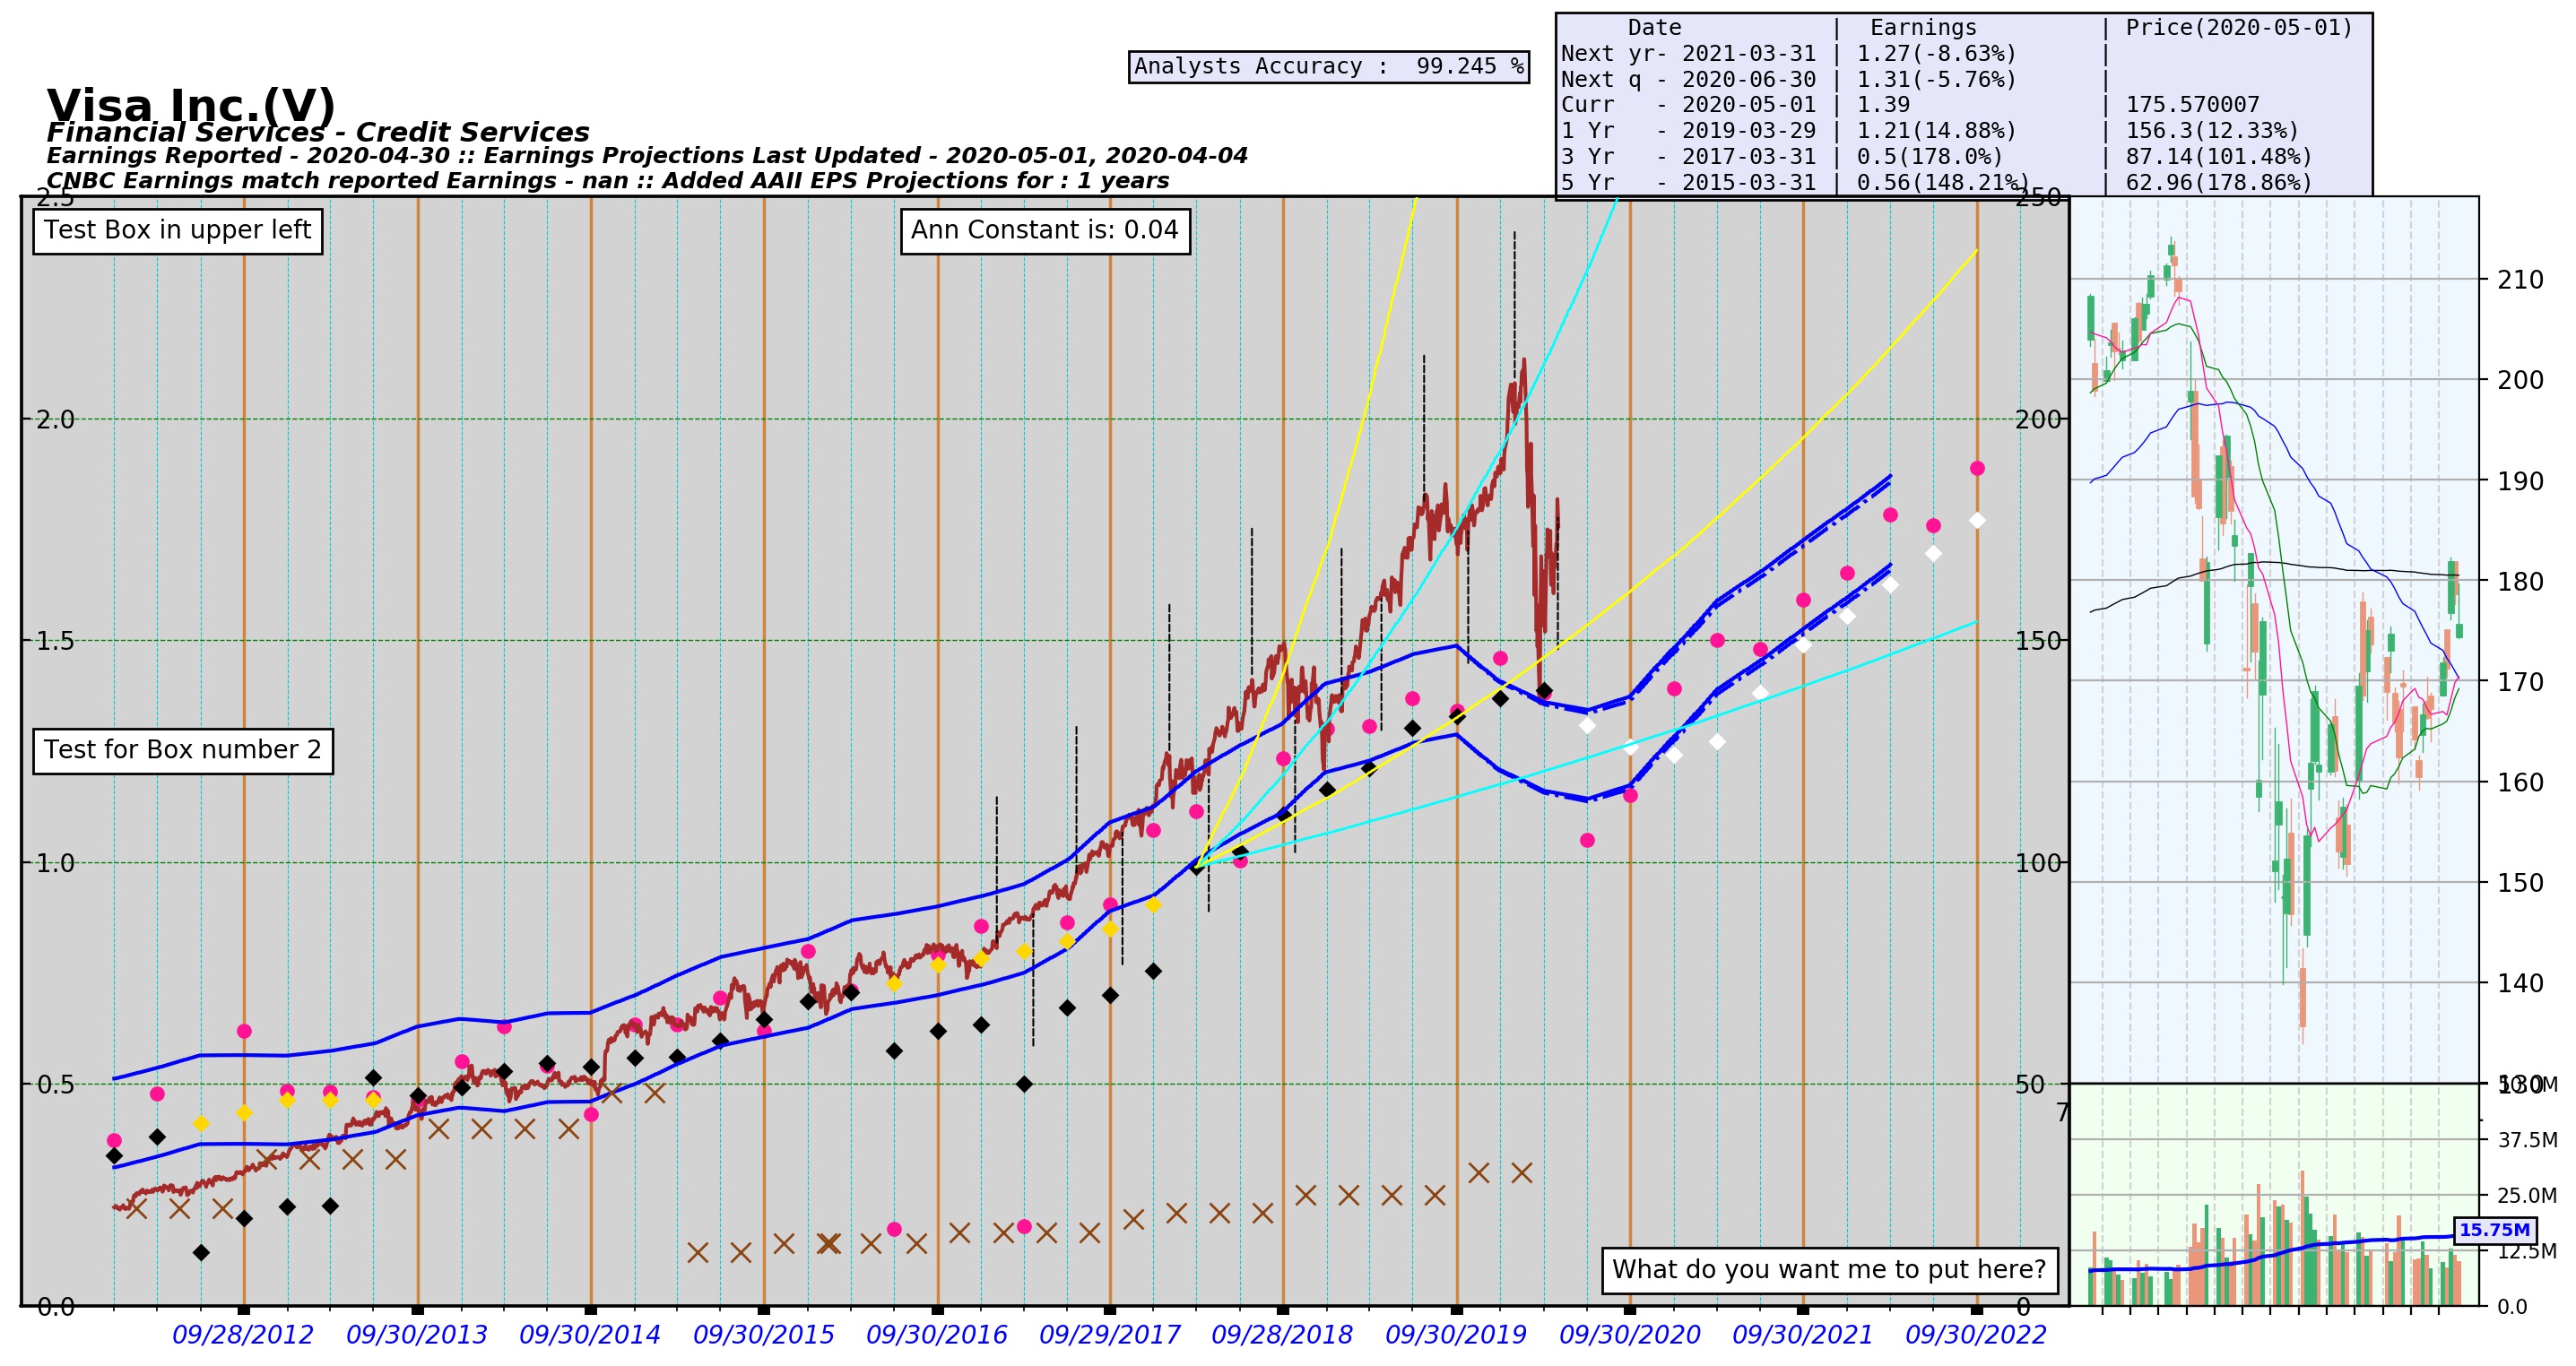 Date | Earnings | Price(2020-05-01)
Next yr- 2021-03-31 | 1.27(-8.63%) |
Next q - 2020-06-30 | 1.31(-5.76%) |
Curr - 2020-05-01 | 1.39 | 175.570007
1 Yr - 2019-03-29 | 1.21(14.88%) | 156.3(12.33%)
3 Yr - 2017-03-31 | 0.5(178.0%) | 87.14(101.48%)
5 Yr - 2015-03-31 | 0.56(148.21%) | 62.96(178.86%)
Analysts Accuracy : 99.245 %
Visa Inc.(V)
Financial Services - Credit Services
Earnings Reported - 2020-04-30 :: Earnings Projections Last Updated - 2020-05-01, 2020-04-04
CNBC Earnings match reported Earnings - nan :: Added AAII EPS Projections for : 1 years
2.5
2.0
1.5
1.0
0.5
0.0
Test Box in upper left
Ann Constant is: 0.04
Test for Box number 2
What do you want me to put here?
250
200
150
100
50
7
0
210
200
190
180
170
160
150
140
130
37.5M
25.0M
15.75M
12.5M
0.0
09/28/2012 09/30/2013 09/30/2014 09/30/2015 09/30/2016 09/29/2017 09/28/2018 09/30/2019 09/30/2020 09/30/2021 09/30/2022